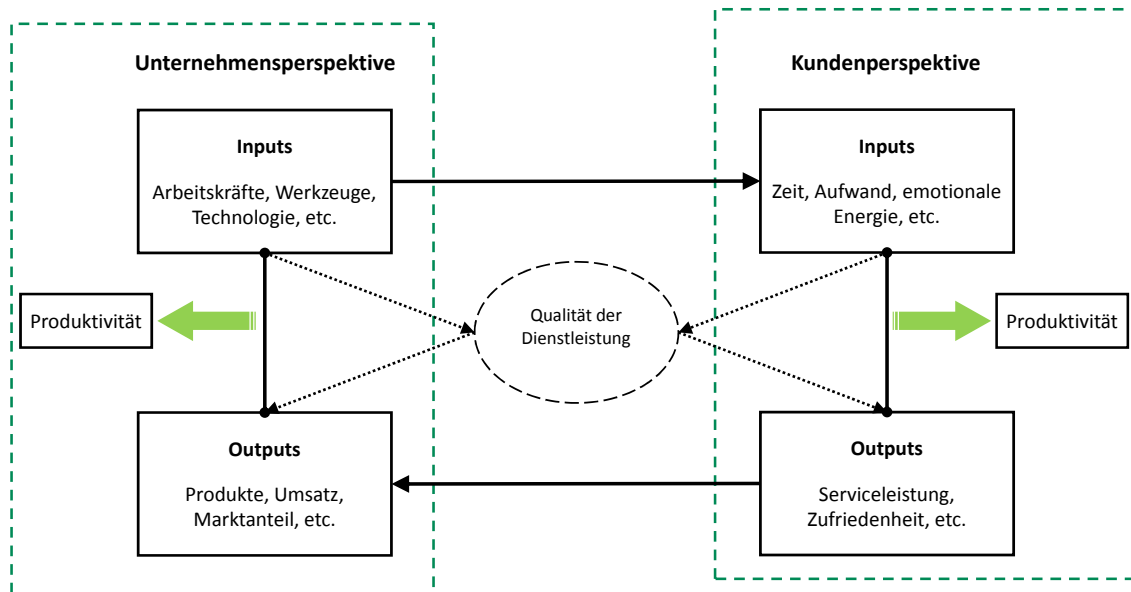 Unternehmensperspektive
Kundenperspektive
Inputs
Arbeitskräfte, Werkzeuge,
Technologie, etc.
Inputs
Zeit, Aufwand, emotionale
Energie, etc.
Produktivität
Qualität der
Dienstleistung
Produktivität
Outputs
Produkte, Umsatz,
Marktanteil, etc.
Outputs
Serviceleistung,
Zufriedenheit, etc.